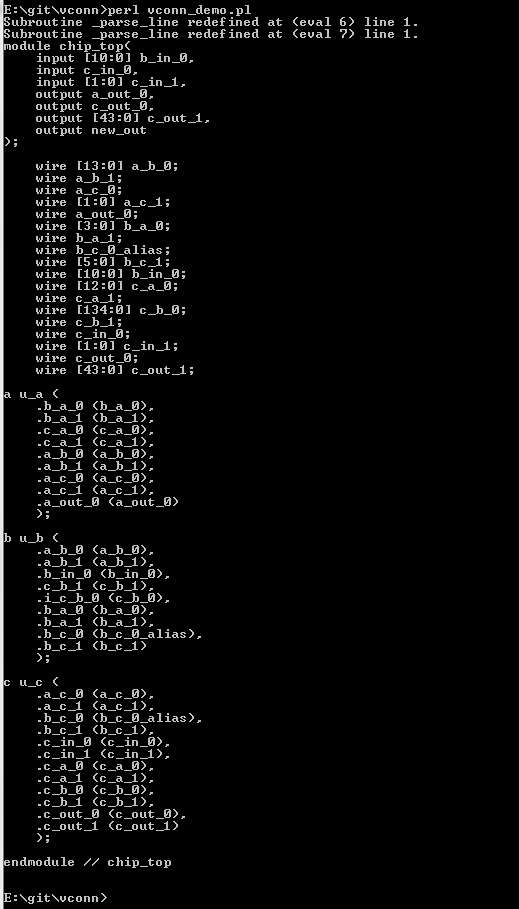 E:\git\vconn>perl vconn_demo.pl
Subroutine _parse_line redefined at (eval 6) line 1.
Subroutine _parse_line redefined at (eval 7) line 1.
module chip_top(
    input [10:0] b_in_0,
    input c_in_0,
    input [1:0] c_in_1,
    output a_out_0,
    output c_out_0,
    output [43:0] c_out_1,
    output new_out
);
    wire [13:0] a_b_0;
    wire a_b_1;
    wire a_c_0;
    wire [1:0] a_c_1;
    wire a_out_0;
    wire [3:0] b_a_0;
    wire b_a_1;
    wire b_c_0_alias;
    wire [5:0] b_c_1;
    wire [10:0] b_in_0;
    wire [12:0] c_a_0;
    wire c_a_1;
    wire [134:0] c_b_0;
    wire c_b_1;
    wire c_in_0;
    wire [1:0] c_in_1;
    wire c_out_0;
    wire [43:0] c_out_1;
a u_a (
    .b_a_0 (b_a_0),
    .b_a_1 (b_a_1),
    .c_a_0 (c_a_0),
    .c_a_1 (c_a_1),
    .a_b_0 (a_b_0),
    .a_b_1 (a_b_1),
    .a_c_0 (a_c_0),
    .a_c_1 (a_c_1),
    .a_out_0 (a_out_0)
    );
b u_b (
    .a_b_0 (a_b_0),
    .a_b_1 (a_b_1),
    .b_in_0 (b_in_0),
    .c_b_1 (c_b_1),
    .i_c_b_0 (c_b_0),
    .b_a_0 (b_a_0),
    .b_a_1 (b_a_1),
    .b_c_0 (b_c_0_alias),
    .b_c_1 (b_c_1)
    );
c u_c (
    .a_c_0 (a_c_0),
    .a_c_1 (a_c_1),
    .b_c_0 (b_c_0_alias),
    .b_c_1 (b_c_1),
    .c_in_0 (c_in_0),
    .c_in_1 (c_in_1),
    .c_a_0 (c_a_0),
    .c_a_1 (c_a_1),
    .c_b_0 (c_b_0),
    .c_b_1 (c_b_1),
    .c_out_0 (c_out_0),
    .c_out_1 (c_out_1)
    );
endmodule // chip_top
E:\git\vconn>